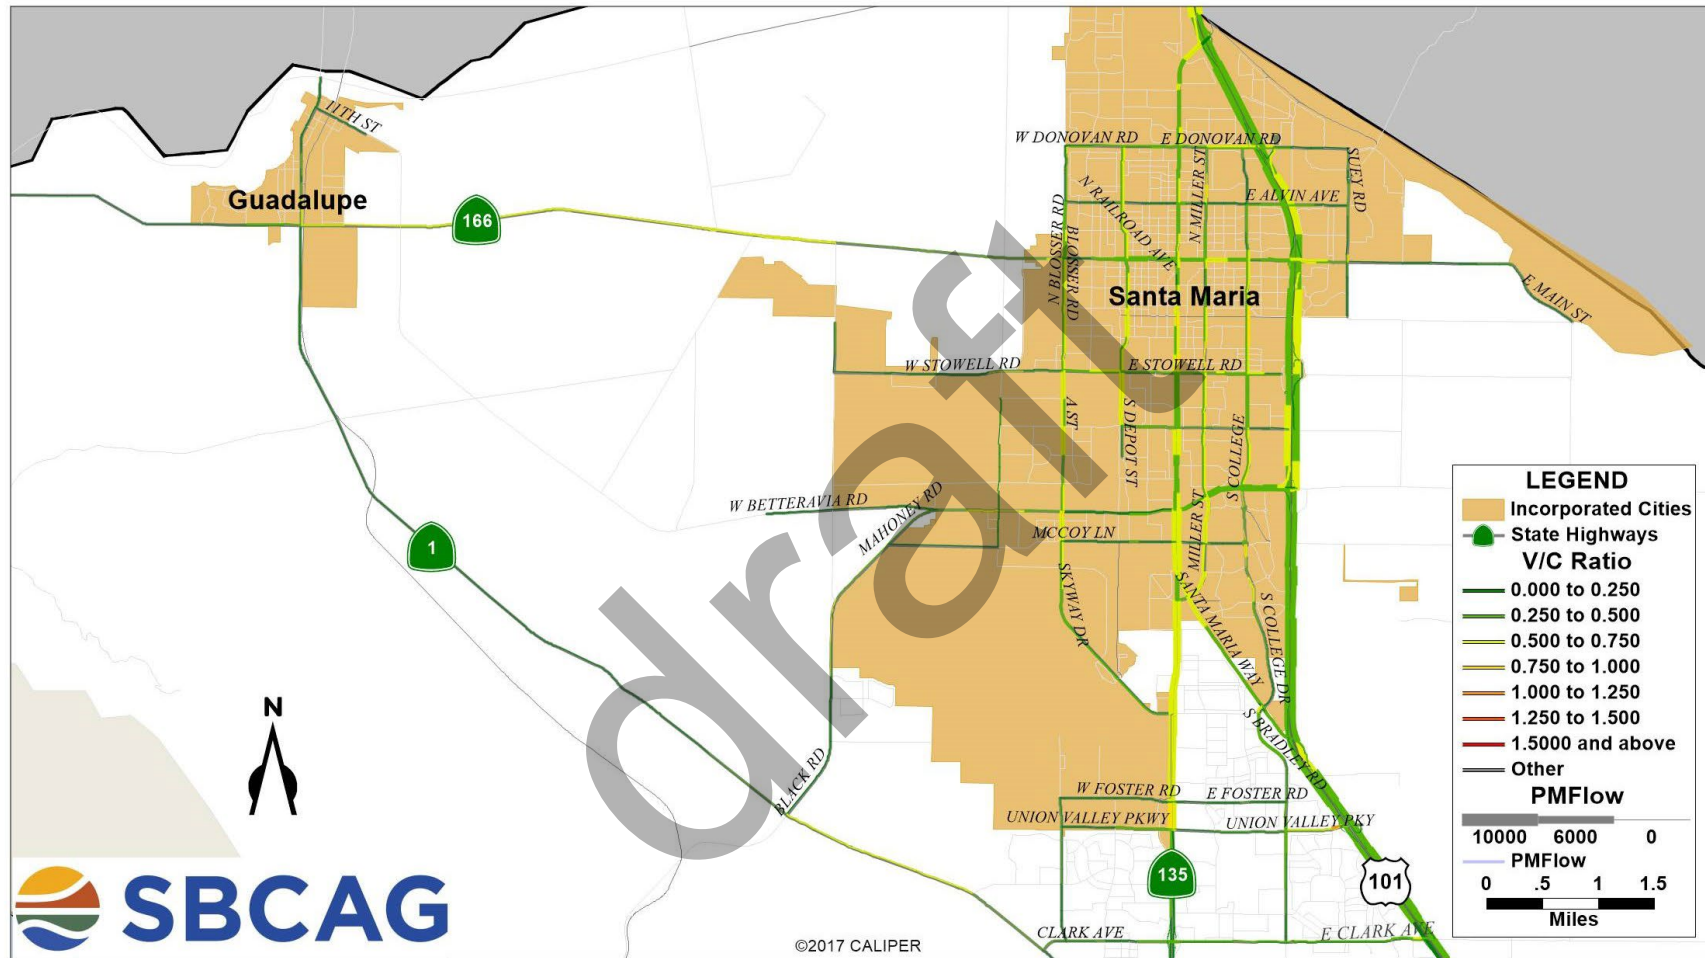 11TH ST
Guadalupe
166
W DONOVAN RD
E DONOVAN RD
SUEY RD
N MILLER ST
E ALVIN AVE
N RAILROAD AVE
N BLOSSER RD
BLOSSER RD
Santa Maria
E MAIN ST
W STOWELL RD
E STOWELL RD
A ST
S DEPOT ST
S COLLEGE
W BETTERAVIA RD
MAHONEY RD
MCCOY LN
MILLER ST
1
SKYWAY DR
SANTA MARIA WAY
S COLLEGE DR
S BRADLEY RD
BLACK RD
W FOSTER RD
E FOSTER RD
UNION VALLEY PKWY
UNION VALLEY PKY
135
101
CLARK AVE
E CLARK AVE
draft
N
SBCAG
©2017 CALIPER
LEGEND
Incorporated Cities
State Highways
V/C Ratio
0.000 to 0.250
0.250 to 0.500
0.500 to 0.750
0.750 to 1.000
1.000 to 1.250
1.250 to 1.500
1.5000 and above
Other
PMFlow
10000 6000 0
PMFlow
0 .5 1 1.5
Miles